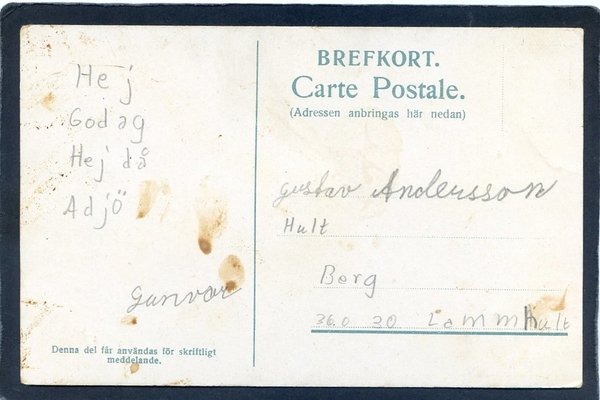 Hej
Godag
Hej då
Adjö
Gunvor
Denna del får användas för skriftligt
meddelande.
BREFKORT.
Carte Postale.
(Adressen anbringas här nedan)
Gustav Andersson
Hult
Berg
360 30 Lammhult